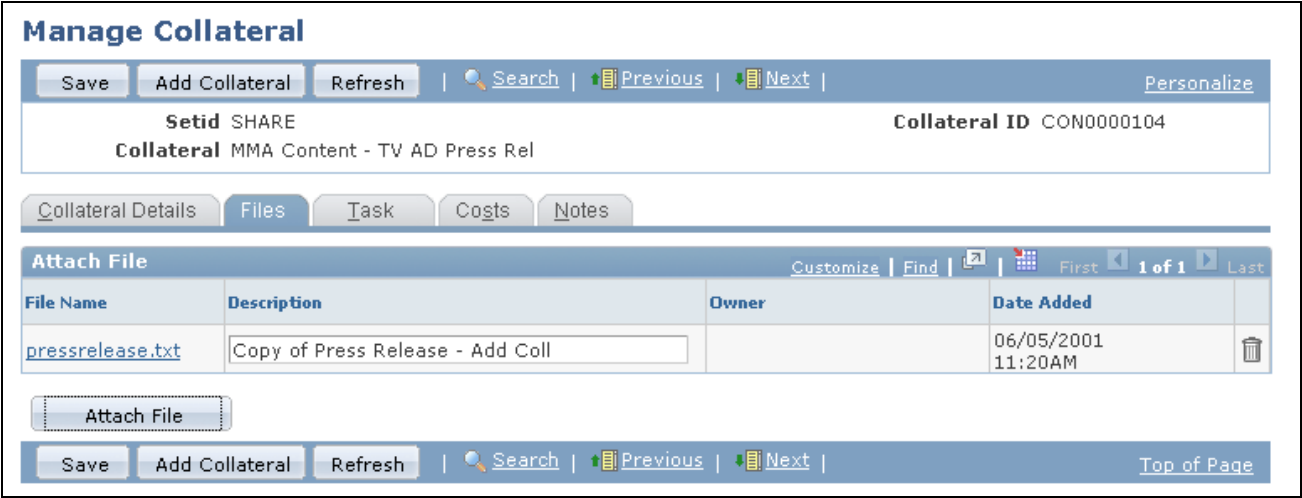 Manage Collateral
Save Add Collateral Refresh | Search | Previous | Next | Personalize
Setid SHARE Collateral ID CON0000104
Collateral MMA Content - TV AD Press Rel
Collateral Details Files Task Costs Notes
Attach File Customize | Find | | First 1 of 1 Last
File Name Description Owner Date Added
pressrelease.txt Copy of Press Release - Add Coll 06/05/2001
11:20AM
Attach File
Save Add Collateral Refresh | Search | Previous | Next | Top of Page